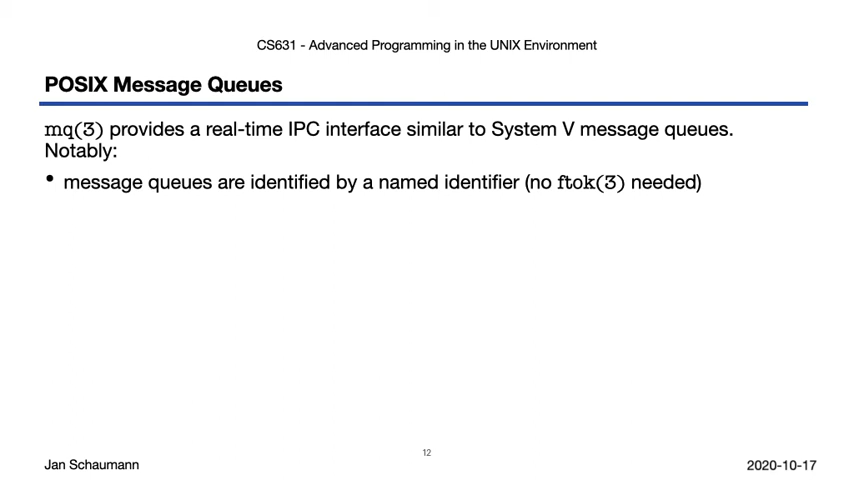 CS631 - Advanced Programming in the UNIX Environment
POSIX Message Queues
mq(3) provides a real-time IPC interface similar to System V message queues.
Notably:
• message queues are identified by a named identifier (no ftok(3) needed)
12
Jan Schaumann
2020-10-17